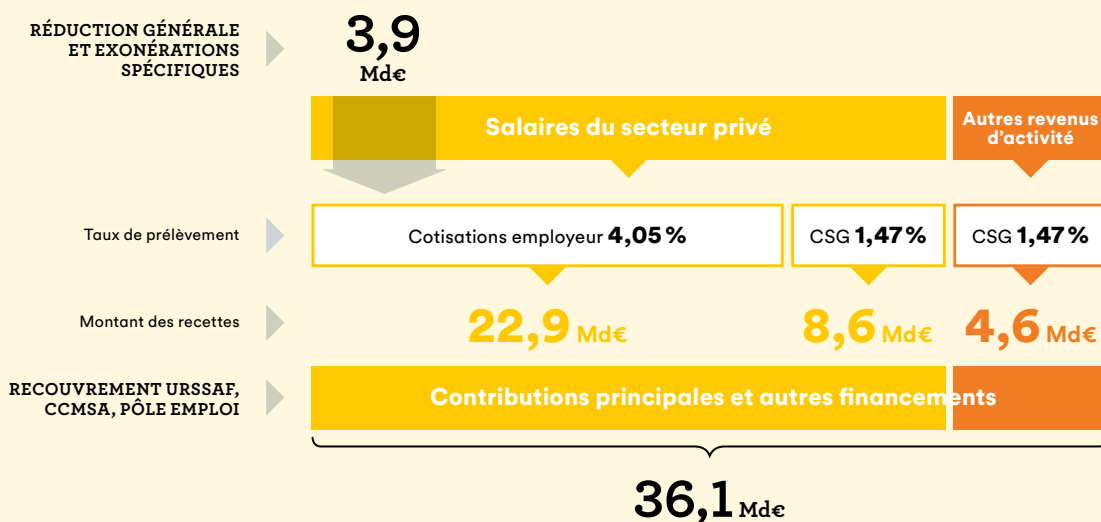 RÉDUCTION GÉNÉRALE
ET EXONÉRATIONS
SPÉCIFIQUES
3,9
Md€
Salaires du secteur privé
Autres revenus
d'activité
Taux de prélèvement
Cotisations employeur 4,05 %
CSG 1,47 %
CSG 1,47 %
Montant des recettes
22,9 Md€
8,6 Md€
4,6 Md€
RECOUVREMENT URSSAF,
CCMSA, PÔLE EMPLOI
Contributions principales et autres financements
36,1 Md€